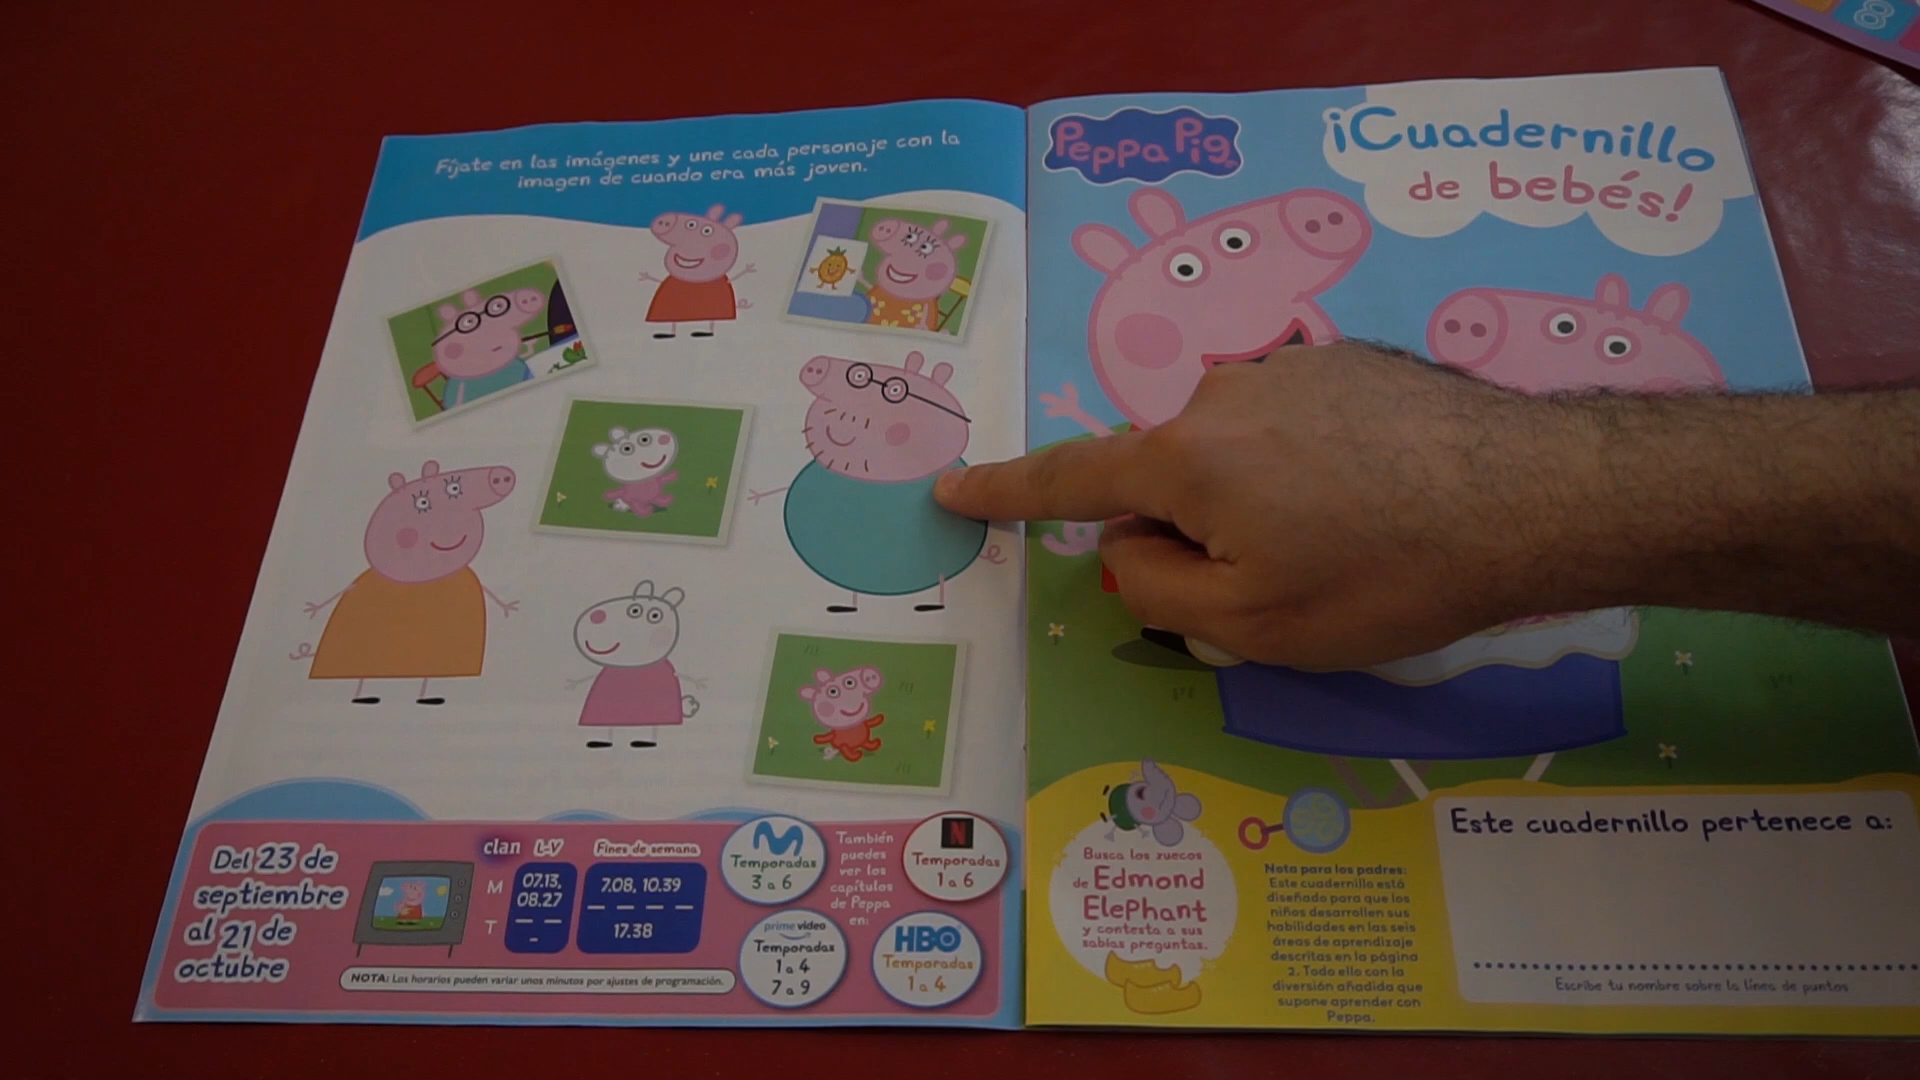 Fíjate en las imágenes y une cada personaje con la
imagen de cuando era más joven.
Del 23 de
septiembre
al 21 de
octubre
clan
L-V
Fines de semana
M
07.13,
08.27
7.08, 10.39
T
-
17.38
NOTA: Los horarios pueden variar unos minutos por ajustes de programación.
Temporadas
3 a 6
También
puedes
ver los
capítulos
de Peppa
en:
N
Temporadas
1 a 6
prime video
Temporadas
1 a 4
7 a 9
HBO
Temporadas
1 a 4
Peppa Pig
¡Cuadernillo
de bebés!
Busca los zuecos
de Edmond
Elephant
y contesta a sus
sabias preguntas.
Nota para los padres:
Este cuadernillo está
diseñado para que los
niños desarrollen sus
habilidades en las seis
áreas de aprendizaje
descritas en la página
2. Todo ello con la
diversión añadida que
supone aprender con
Peppa.
Este cuadernillo pertenece a:
Escribe tu nombre sobre la línea de puntos
8